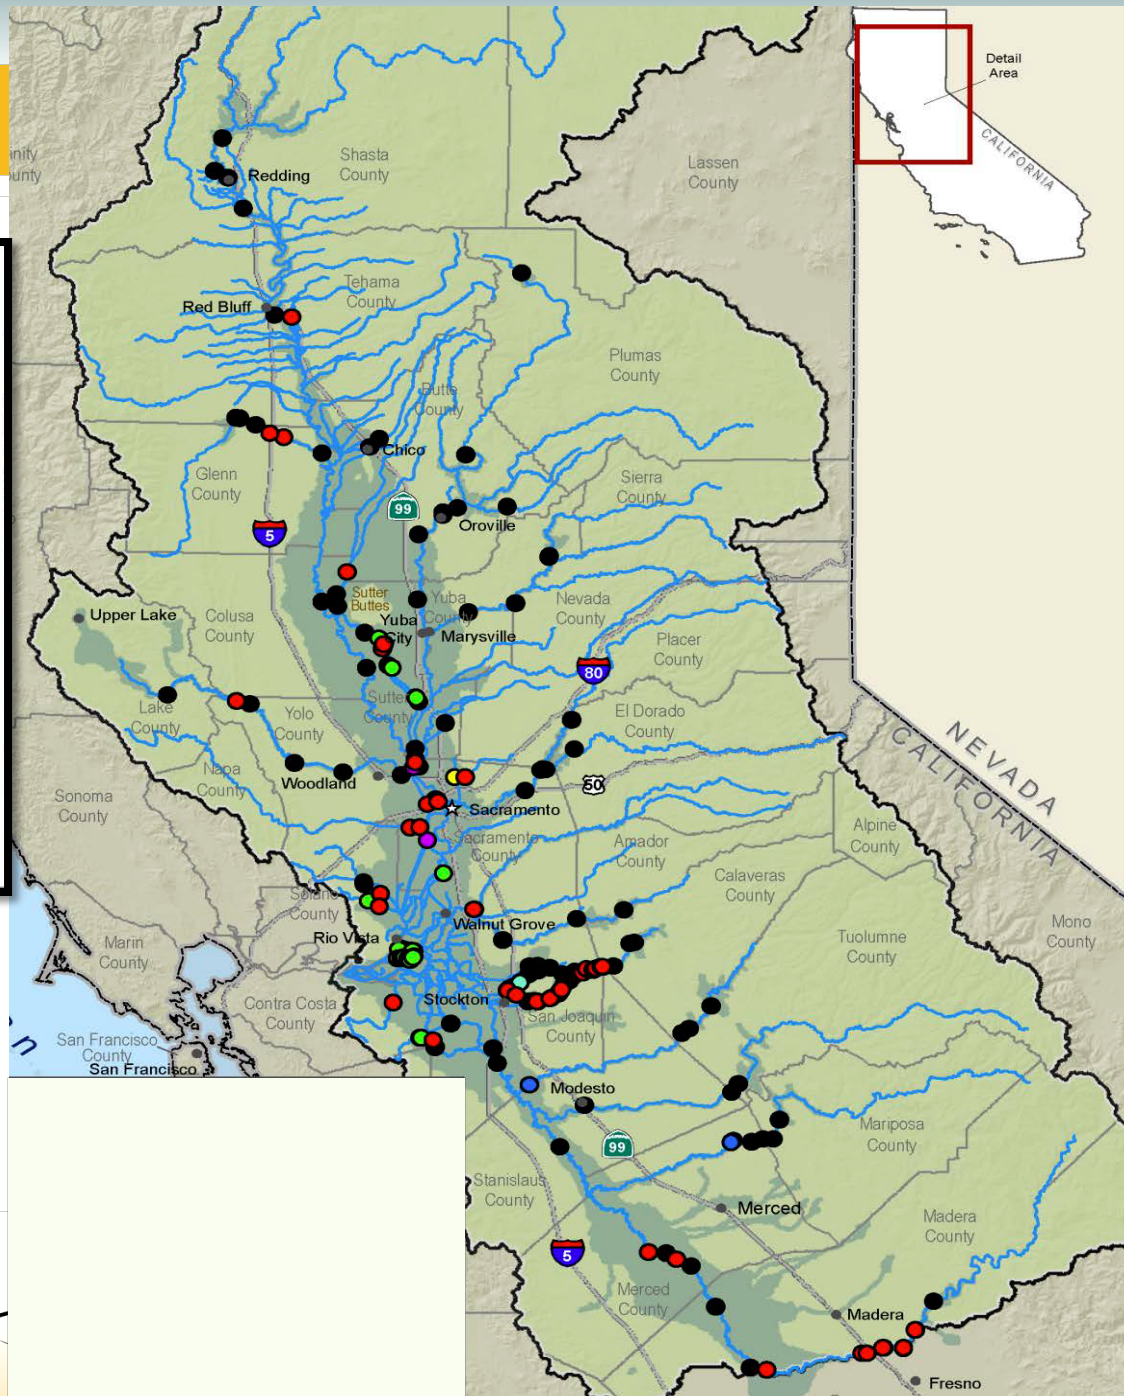 Detail
Area
CALIFORNIA
Shasta
County
Lassen
County
Redding
Tehama
County
Red Bluff
Plumas
County
Butte
County
Chico
Glenn
County
Sierra
County
99
Oroville
5
Sutter
Buttes
Yuba
County
Nevada
County
Upper Lake
Colusa
County
Yuba
City
Marysville
Placer
County
80
Lake
County
Sutter
County
Yolo
County
El Dorado
County
NEVADA
CALIFORNIA
Napa
County
Woodland
50
Sonoma
County
Sacramento
Sacramento
County
Amador
County
Alpine
County
Calaveras
County
Solano
County
Walnut Grove
Mono
County
Marin
County
Rio Vista
Tuolumne
County
Contra Costa
County
Stockton
San Joaquin
County
San Francisco
County
San Francisco
n
Modesto
Mariposa
County
99
Stanislaus
County
Merced
Madera
County
5
Merced
County
Madera
Fresno